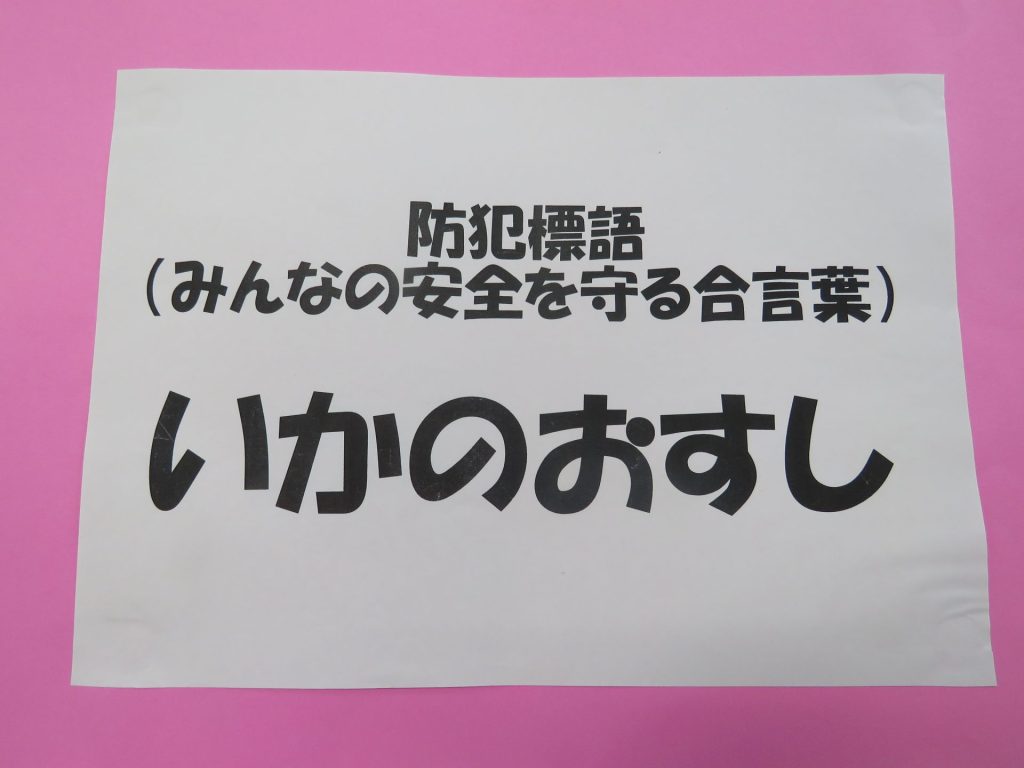 防犯標語
（みんなの安全を守る合言葉）
いかのおすし